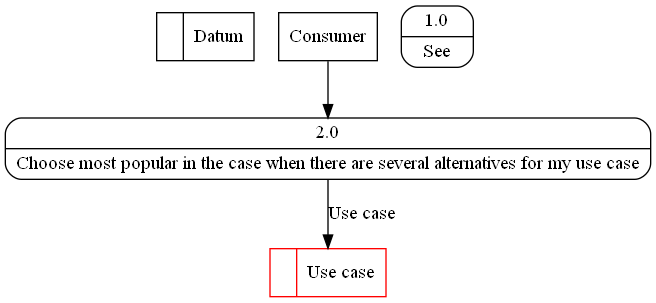 Datum
Consumer
1.0
See
2.0
Choose most popular in the case when there are several alternatives for my use case
Use case
Use case